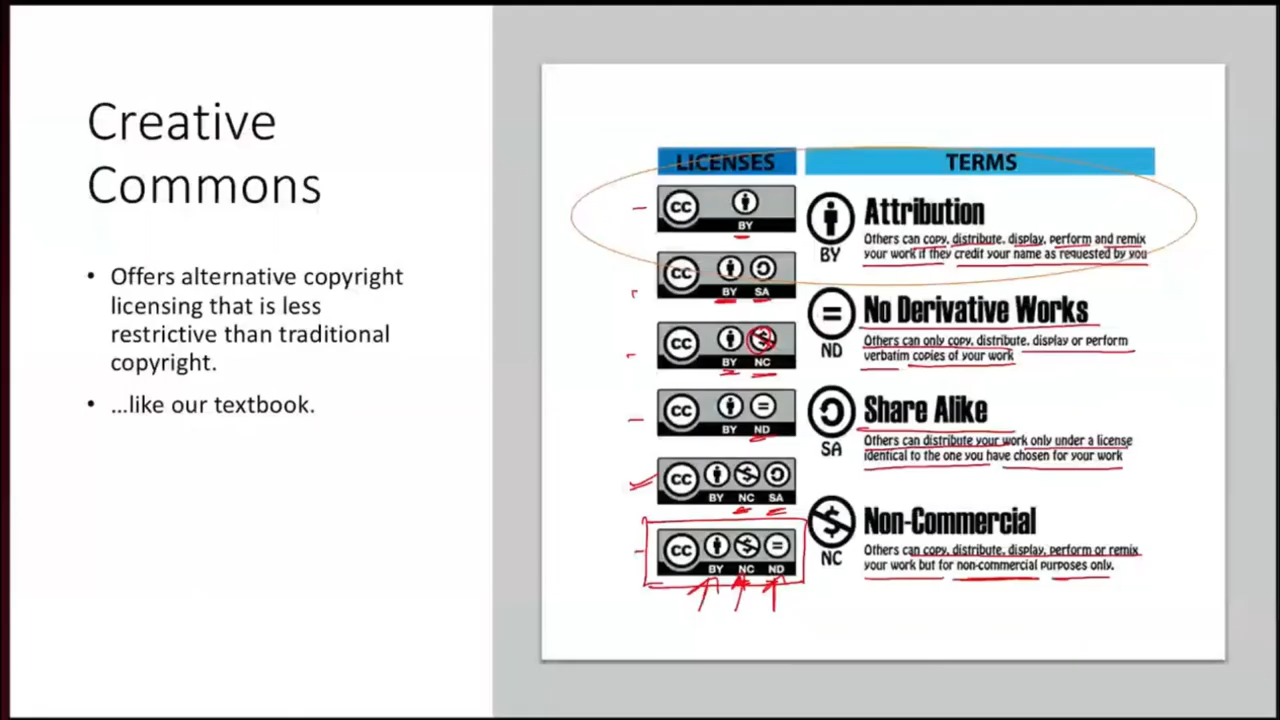 Creative
Commons
• Offers alternative copyright
licensing that is less
restrictive than traditional
copyright.
• ...like our textbook.
LICENSES
CC
BY
CC
BY SA
CC
BY NC
CC
BY ND
CC
BY NC SA
CC
BY NC ND
TERMS
Attribution
Others can copy, distribute, display, perform and remix
your work if they credit your name as requested by you
BY
No Derivative Works
Others can only copy, distribute, display or perform
verbatim copies of your work
ND
Share Alike
Others can distribute your work only under a license
identical to the one you have chosen for your work
SA
Non-Commercial
Others can copy, distribute, display, perform or remix
your work but for non-commercial purposes only.
NC